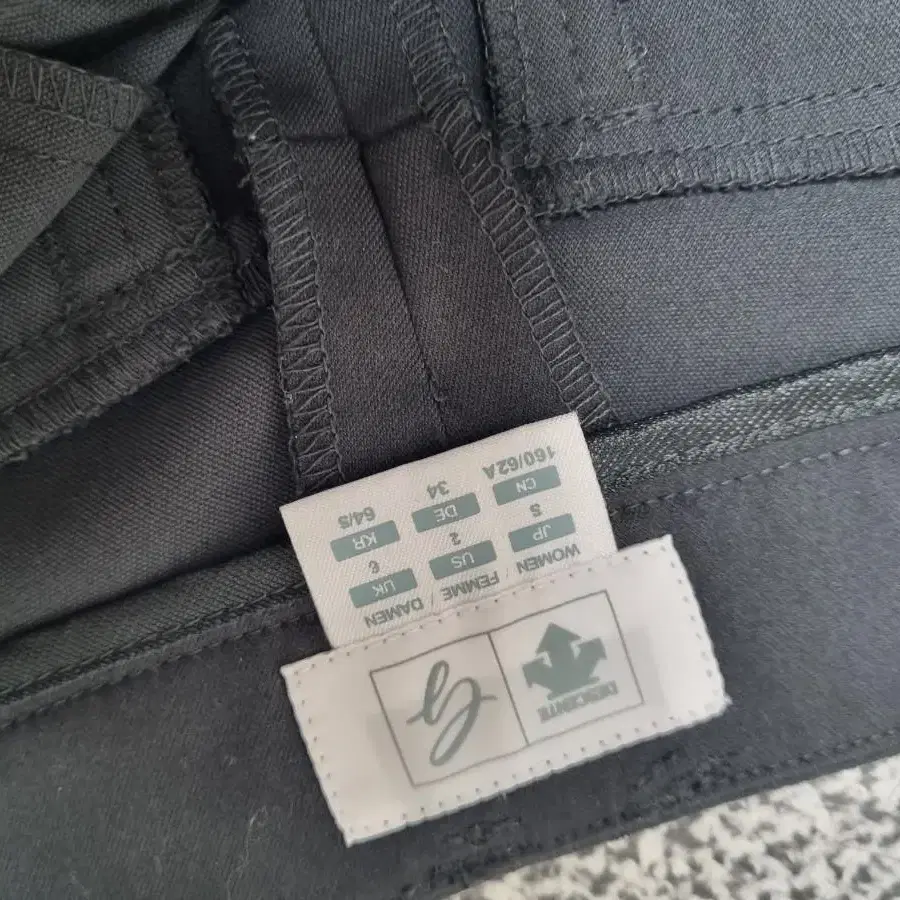 DESCENTE
WOMEN / FEMME / DAMEN
JP US UK
S 2 6
CN DE KR
160/62A 34 64/S